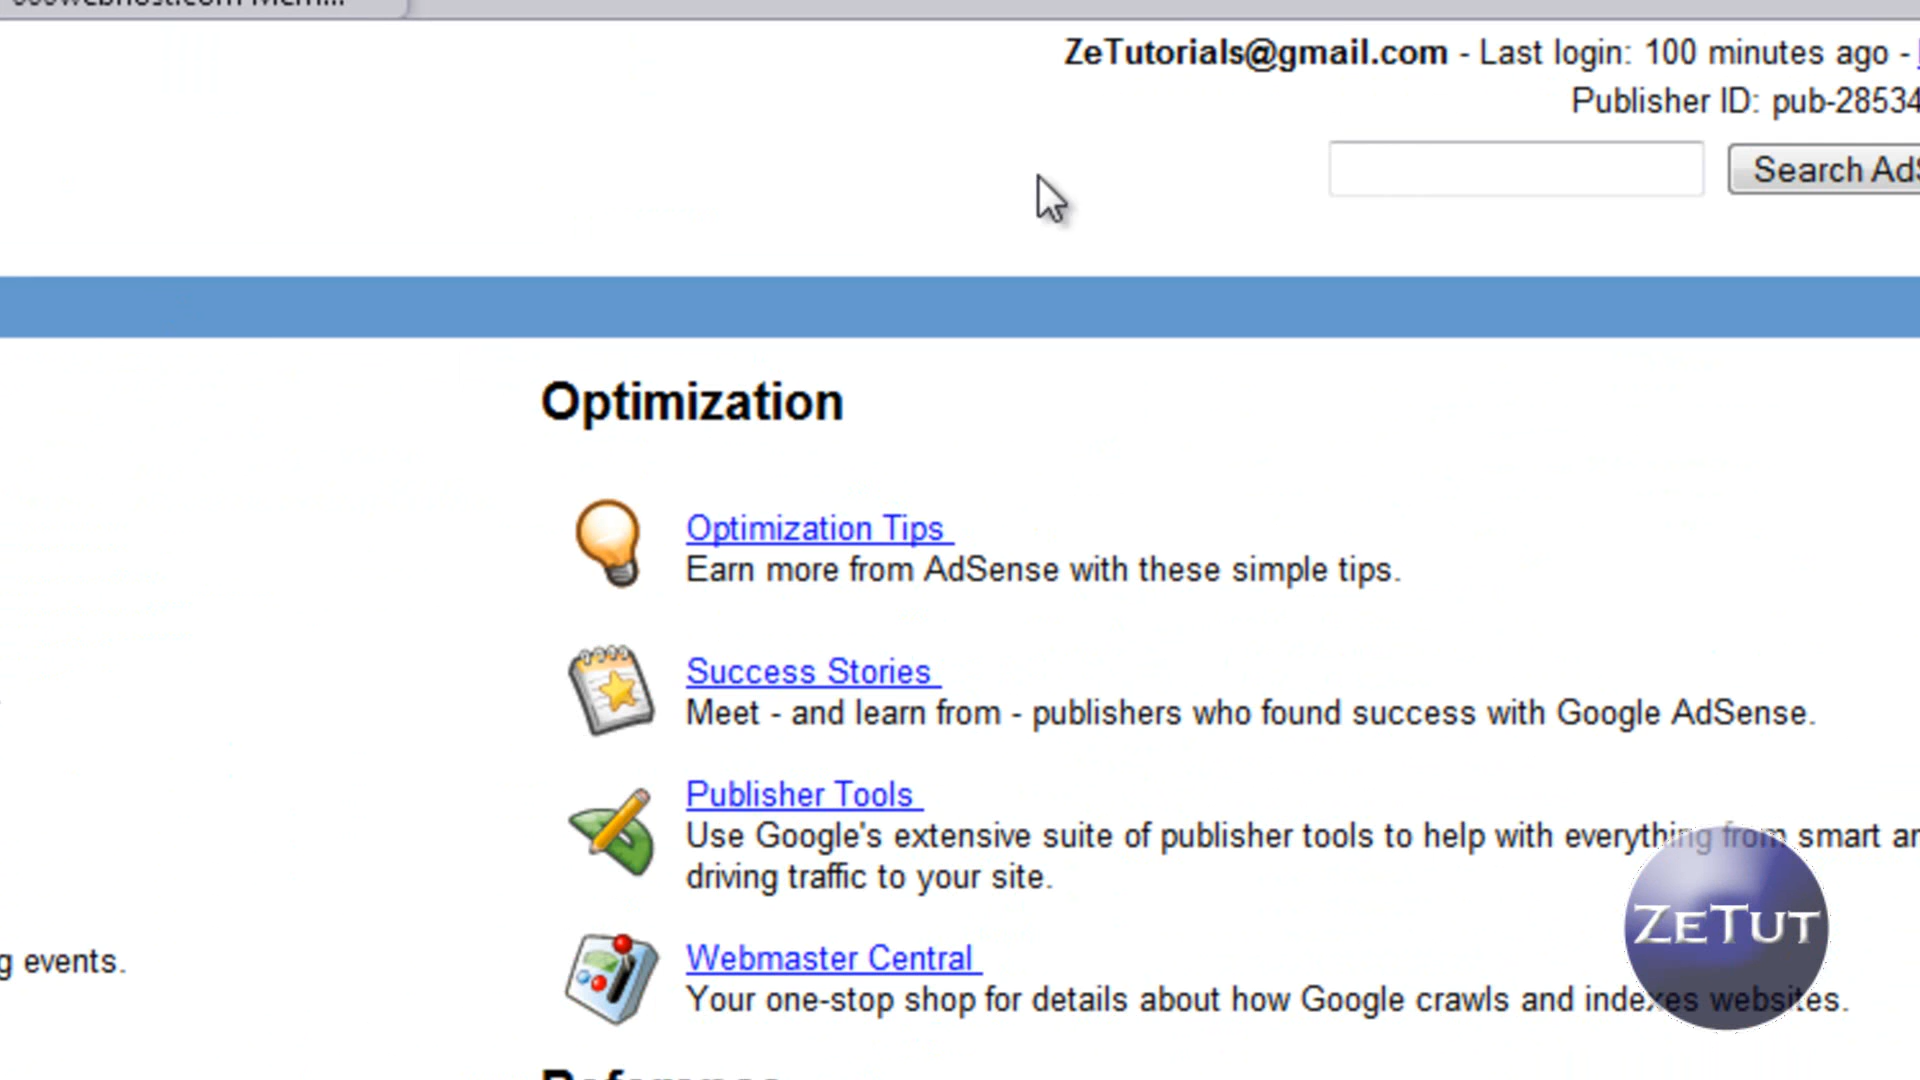 ZeTutorials@gmail.com - Last login: 100 minutes ago -
Publisher ID: pub-28534
Search AdS
Optimization
Optimization Tips
Earn more from AdSense with these simple tips.
Success Stories
Meet - and learn from - publishers who found success with Google AdSense.
Publisher Tools
Use Google's extensive suite of publisher tools to help with everything from smart
driving traffic to your site.
ZeTut
g events.
Webmaster Central
Your one-stop shop for details about how Google crawls and indexes websites.